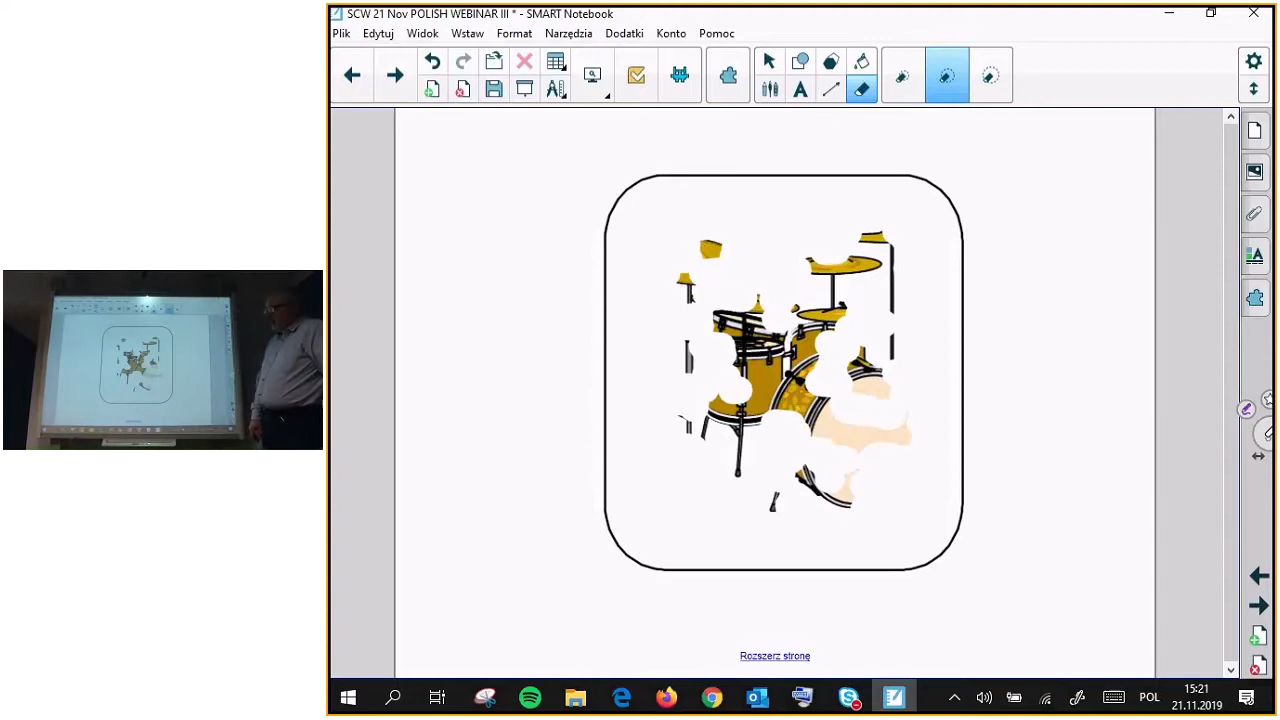 SCW 21 Nov POLISH WEBINAR III * - SMART Notebook
Plik Edytuj Widok Wstaw Format Narzędzia Dodatki Konto Pomoc
Rozszerz stronę
POL
15:21
21.11.2019